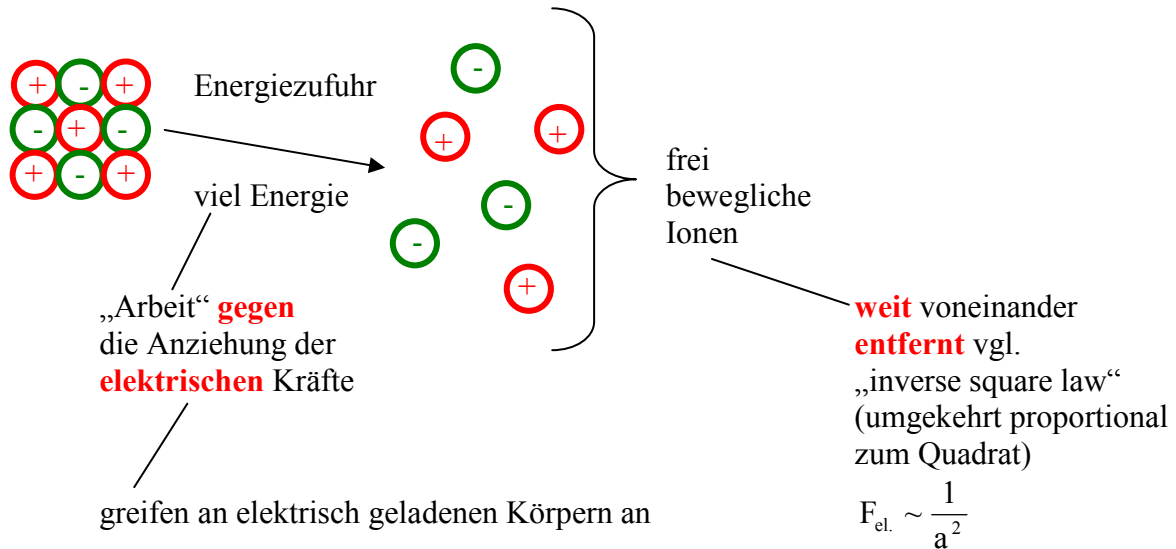 + - +
- + -
+ - +
Energiezufuhr
viel Energie
-
+ +
-
-
+
frei
bewegliche
Ionen
„Arbeit“ gegen
die Anziehung der
elektrischen Kräfte
weit voneinander
entfernt vgl.
„inverse square law“
(umgekehrt proportional
zum Quadrat)
greifen an elektrisch geladenen Körpern an
F_el. ~ 1/a²